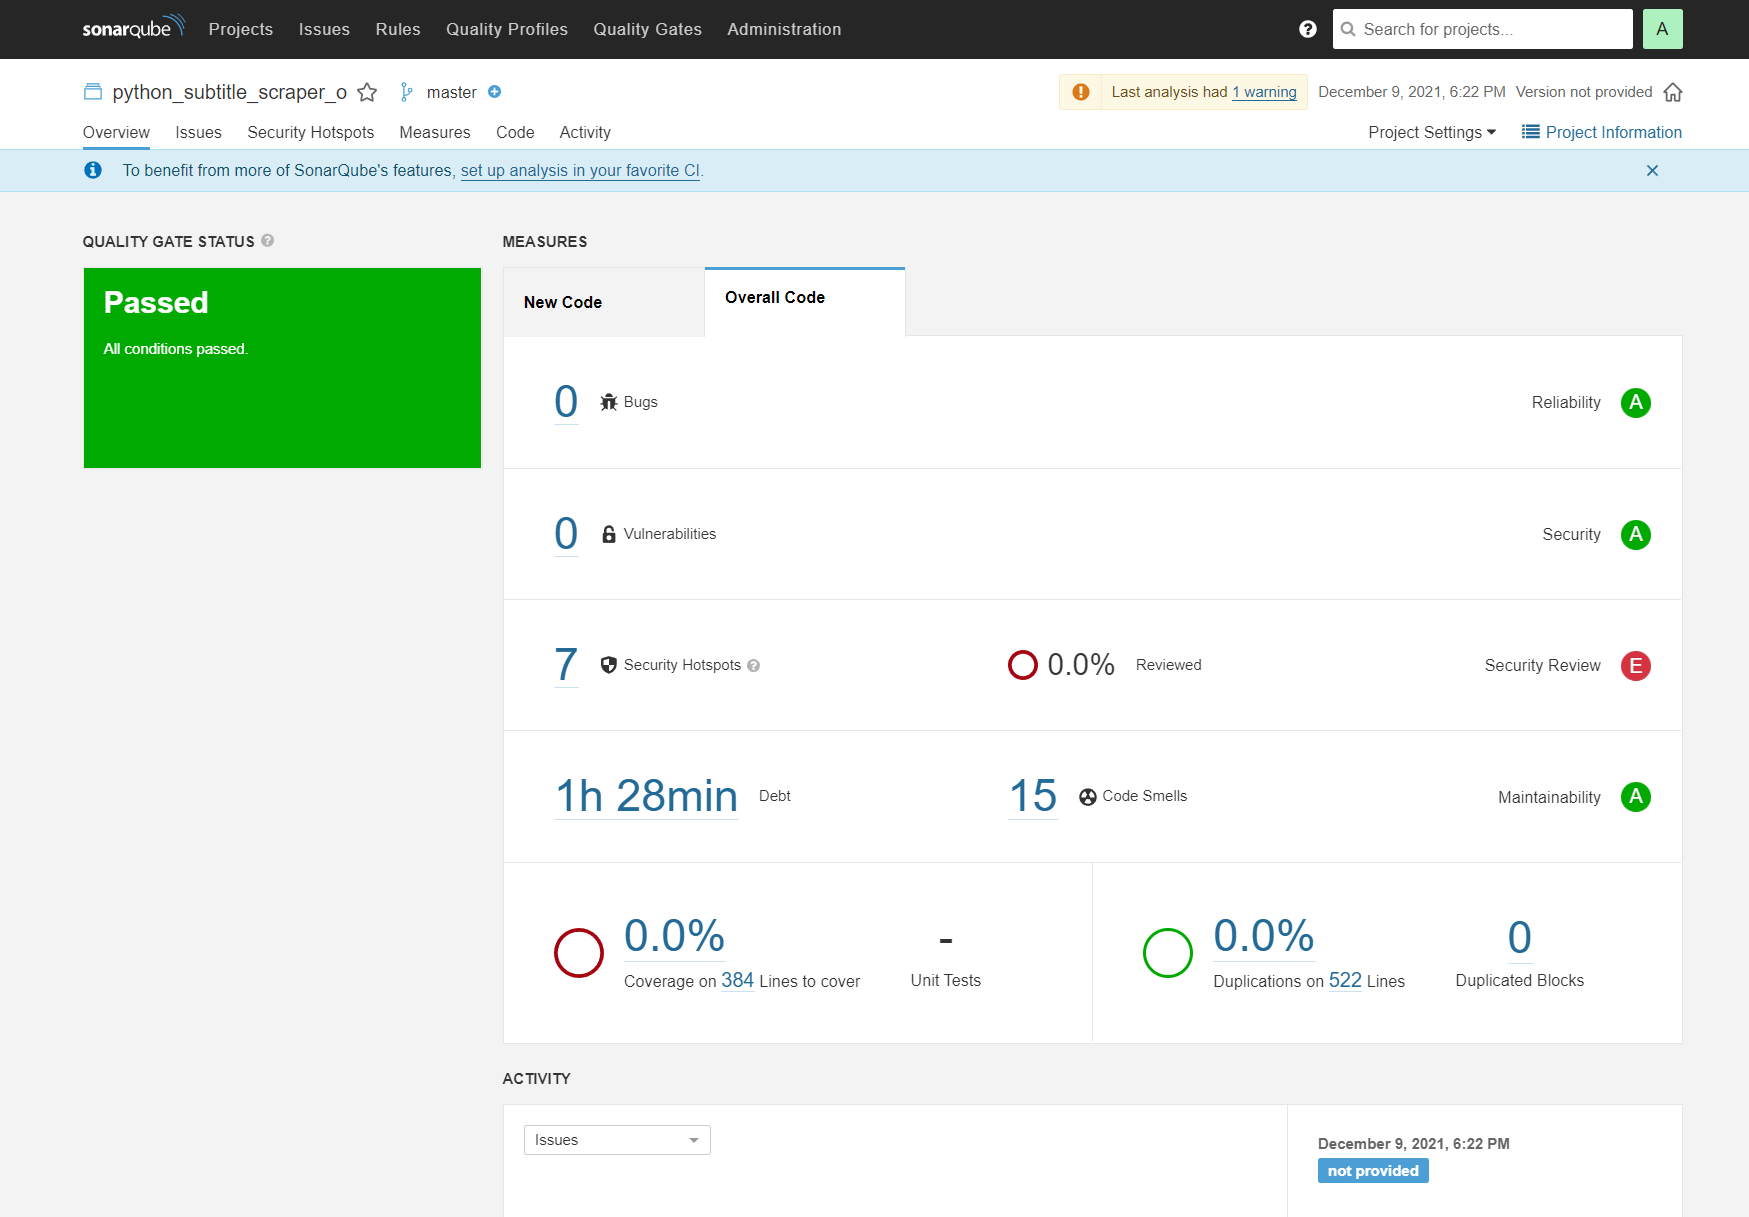 sonarqube Projects Issues Rules Quality Profiles Quality Gates Administration ? Search for projects... A
python_subtitle_scraper_o master Last analysis had 1 warning December 9, 2021, 6:22 PM Version not provided
Overview Issues Security Hotspots Measures Code Activity Project Settings Project Information
To benefit from more of SonarQube's features, set up analysis in your favorite CI.
QUALITY GATE STATUS ?
Passed
All conditions passed.
MEASURES
New Code Overall Code
0 Bugs Reliability A
0 Vulnerabilities Security A
7 Security Hotspots ? 0.0% Reviewed Security Review E
1h 28min Debt 15 Code Smells Maintainability A
0.0% - 0.0% 0
Coverage on 384 Lines to cover Unit Tests Duplications on 522 Lines Duplicated Blocks
ACTIVITY
Issues
December 9, 2021, 6:22 PM
not provided